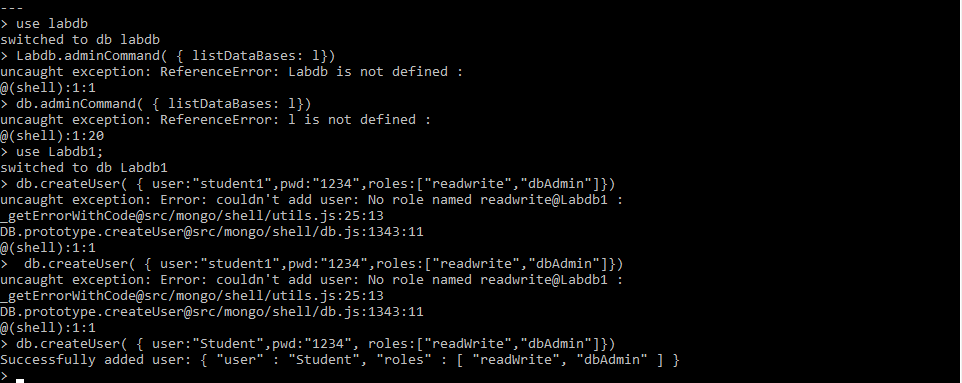 ---
> use labdb
switched to db labdb
> Labdb.adminCommand( { listDataBases: l})
uncaught exception: ReferenceError: Labdb is not defined :
@(shell):1:1
> db.adminCommand( { listDataBases: l})
uncaught exception: ReferenceError: l is not defined :
@(shell):1:20
> use Labdb1;
switched to db Labdb1
> db.createUser( { user:"student1",pwd:"1234",roles:["readwrite","dbAdmin"]})
uncaught exception: Error: couldn't add user: No role named readwrite@Labdb1 :
_getErrorWithCode@src/mongo/shell/utils.js:25:13
DB.prototype.createUser@src/mongo/shell/db.js:1343:11
@(shell):1:1
>  db.createUser( { user:"student1",pwd:"1234",roles:["readwrite","dbAdmin"]})
uncaught exception: Error: couldn't add user: No role named readwrite@Labdb1 :
_getErrorWithCode@src/mongo/shell/utils.js:25:13
DB.prototype.createUser@src/mongo/shell/db.js:1343:11
@(shell):1:1
> db.createUser( { user:"Student",pwd:"1234", roles:["readWrite","dbAdmin"]})
Successfully added user: { "user" : "Student", "roles" : [ "readWrite", "dbAdmin" ] }
>